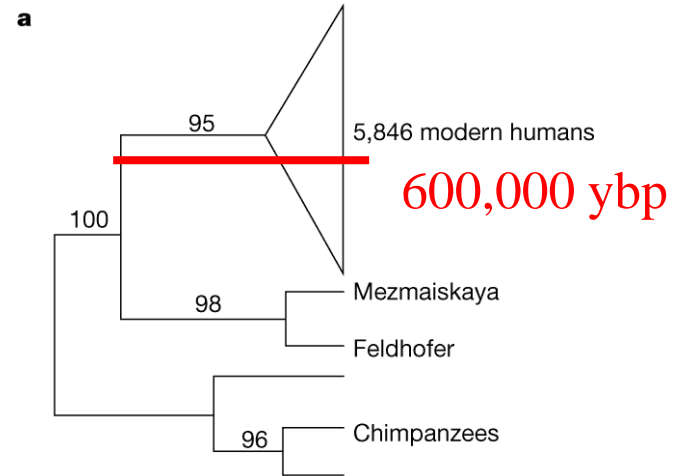 a
95
5,846 modern humans
600,000 ybp
100
Mezmaiskaya
98
Feldhofer
Chimpanzees
96